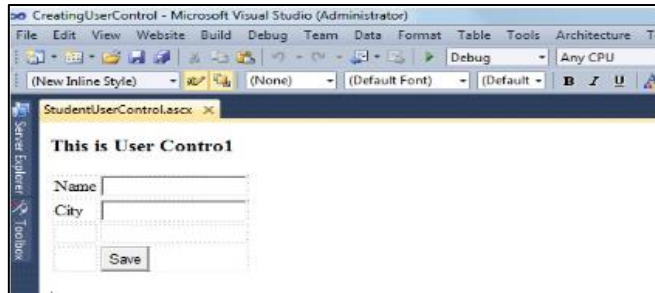 CreatingUserControl - Microsoft Visual Studio (Administrator)
File Edit View Website Build Debug Team Data Format Table Tools Architecture T
Debug Any CPU
(New Inline Style) (None) (Default Font) (Default B I U A
StudentUserControl.ascx
Server Explorer
Toolbox
This is User Contro1
Name
City
Save